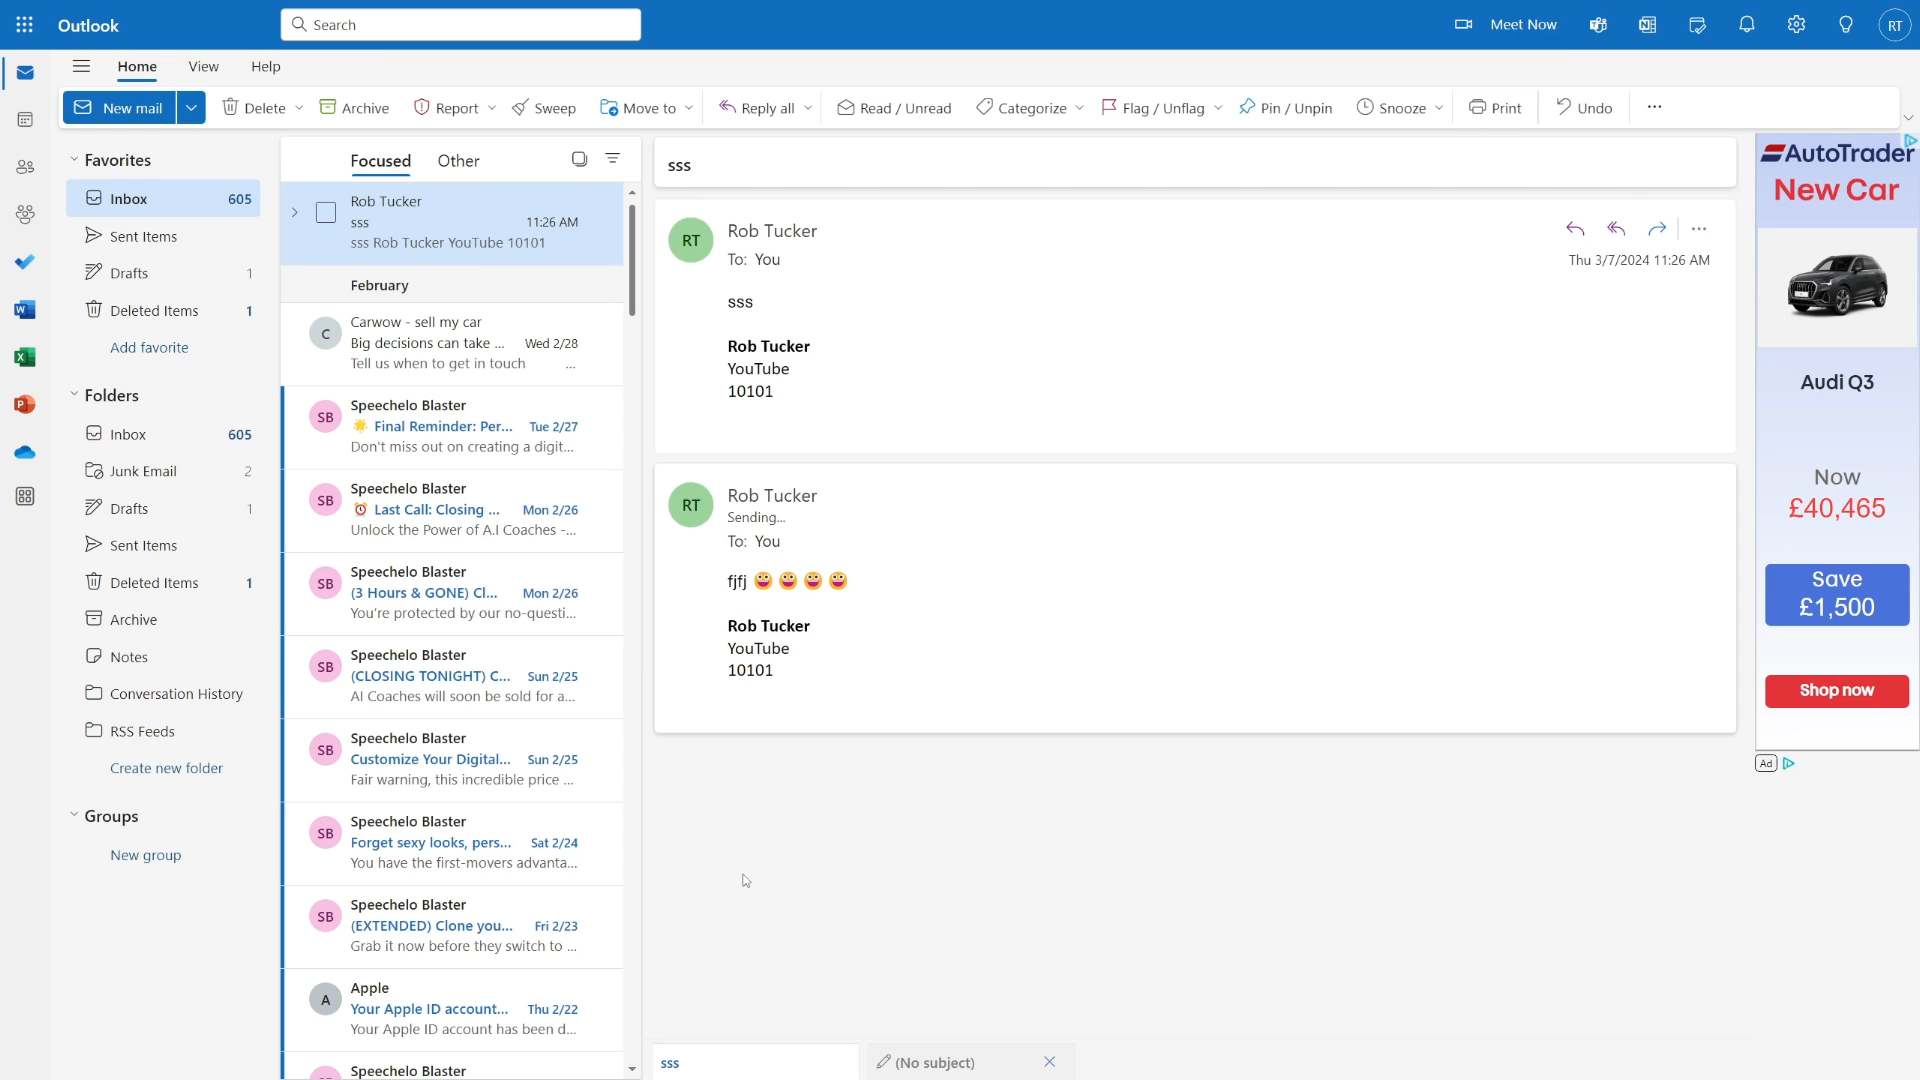 Outlook
Search
Meet Now
RT
Home View Help
New mail Delete Archive Report Sweep Move to Reply all Read / Unread Categorize Flag / Unflag Pin / Unpin Snooze Print Undo ...
Favorites
Inbox 605
Sent Items
Drafts 1
Deleted Items 1
Add favorite
Folders
Inbox 605
Junk Email 2
Drafts 1
Sent Items
Deleted Items 1
Archive
Notes
Conversation History
RSS Feeds
Create new folder
Groups
New group
Focused Other
Rob Tucker
sss 11:26 AM
sss Rob Tucker YouTube 10101
February
C
Carwow - sell my car
Big decisions can take ... Wed 2/28
Tell us when to get in touch ...
SB
Speechelo Blaster
🌟 Final Reminder: Per... Tue 2/27
Don't miss out on creating a digit...
SB
Speechelo Blaster
⏰ Last Call: Closing ... Mon 2/26
Unlock the Power of A.I Coaches -...
SB
Speechelo Blaster
(3 Hours & GONE) Cl... Mon 2/26
You're protected by our no-questi...
SB
Speechelo Blaster
(CLOSING TONIGHT) C... Sun 2/25
AI Coaches will soon be sold for a...
SB
Speechelo Blaster
Customize Your Digital... Sun 2/25
Fair warning, this incredible price ...
SB
Speechelo Blaster
Forget sexy looks, pers... Sat 2/24
You have the first-movers advanta...
SB
Speechelo Blaster
(EXTENDED) Clone you... Fri 2/23
Grab it now before they switch to ...
A
Apple
Your Apple ID account... Thu 2/22
Your Apple ID account has been d...
Speechelo Blaster
sss
RT
Rob Tucker
To: You
Thu 3/7/2024 11:26 AM
sss
Rob Tucker
YouTube
10101
RT
Rob Tucker
Sending...
To: You
fjfj 😀 😀 😀 😀
Rob Tucker
YouTube
10101
sss
(No subject)
AutoTrader
New Car
Audi Q3
Now
£40,465
Save
£1,500
Shop now
Ad